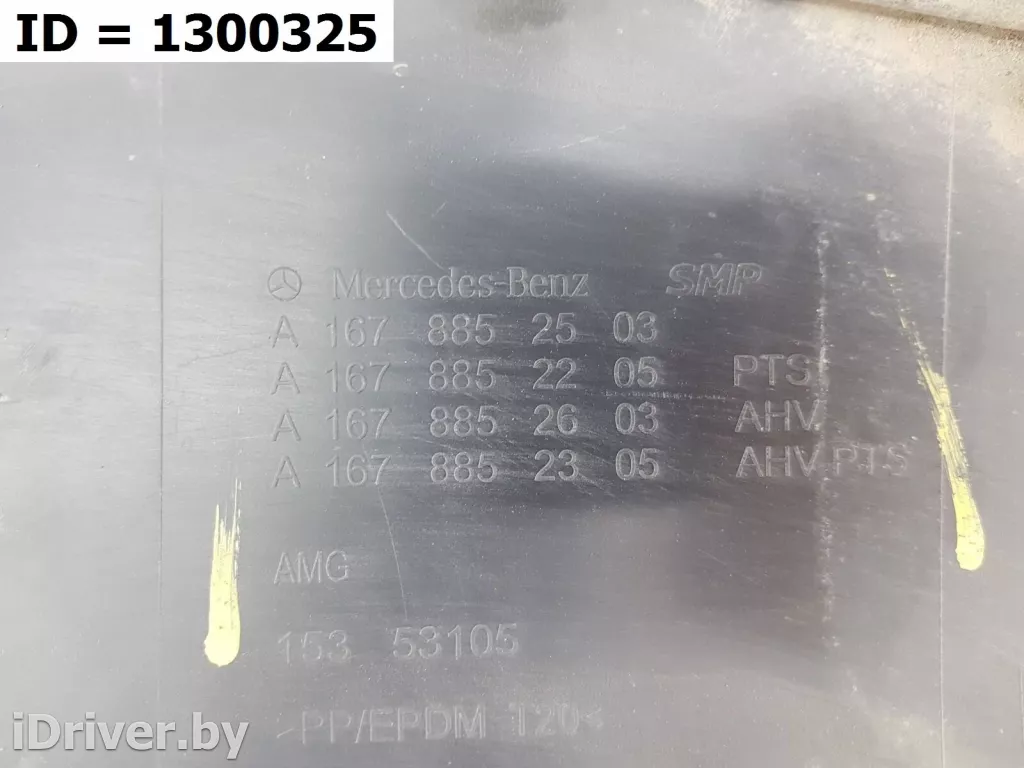 ID = 1300325
Mercedes-Benz SMP
A 167 885 25 03
A 167 885 22 05 PTS
A 167 885 26 03 AHV
A 167 885 23 05 AHV PTS
AMG
153 53105
>PP/EPDM T20<
iDriver.by